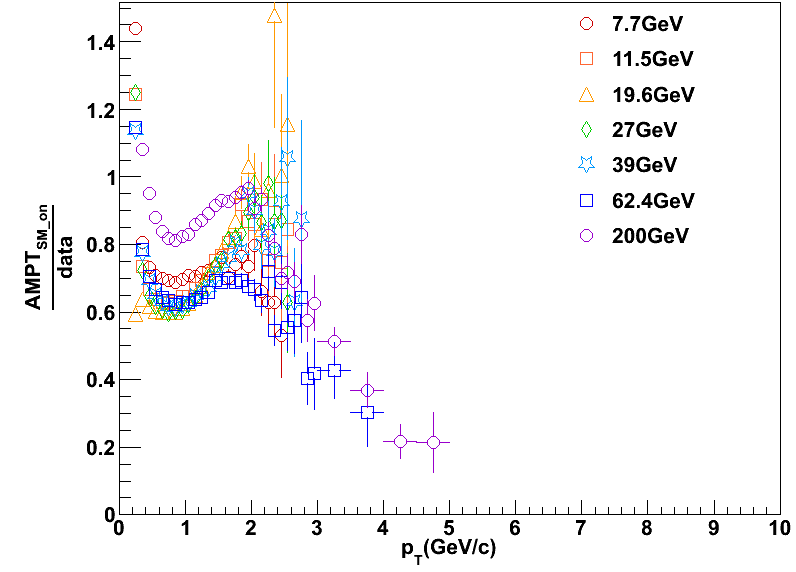 1.4
1.2
1
0.8
0.6
0.4
0.2
0
AMPT_SM_on
data
7.7GeV
11.5GeV
19.6GeV
27GeV
39GeV
62.4GeV
200GeV
0 1 2 3 4 5 6 7 8 9 10
p_T(GeV/c)